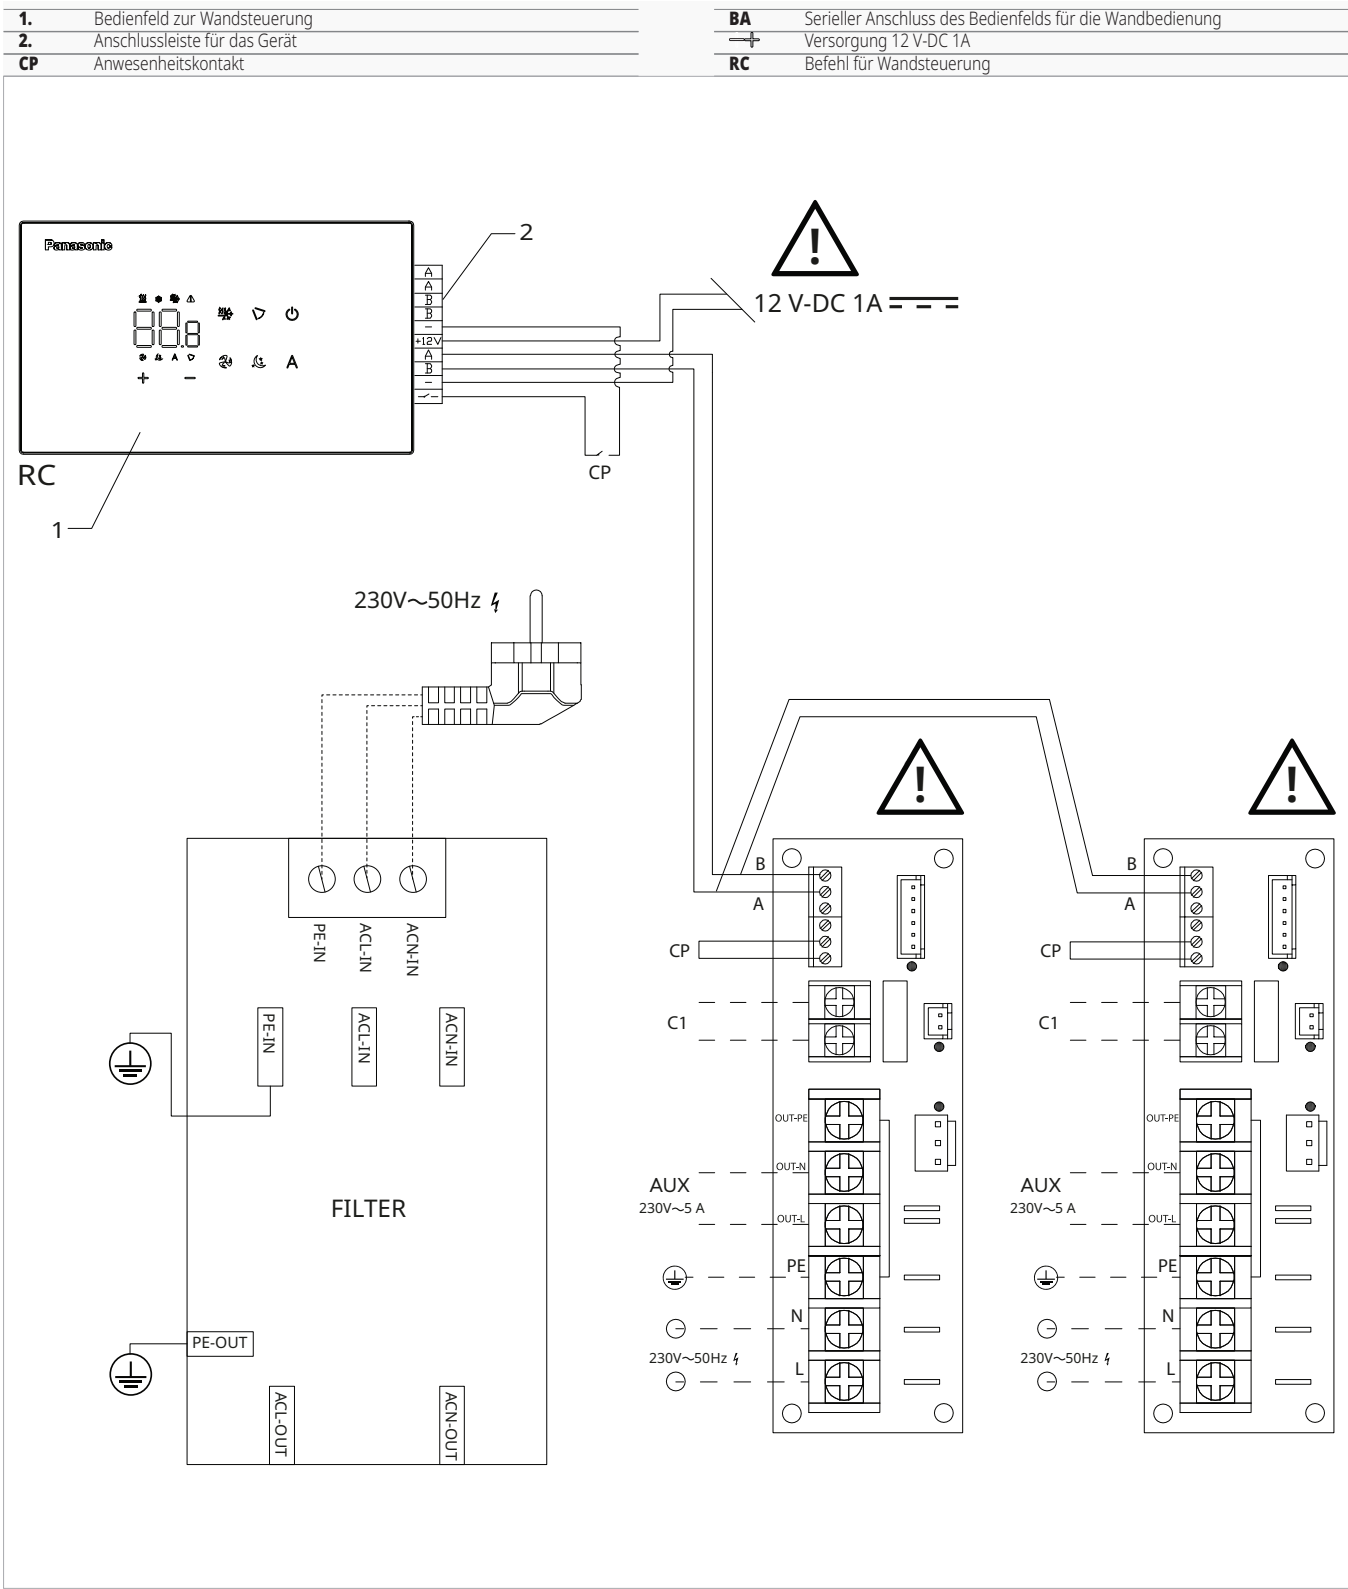 1. Bedienfeld zur Wandsteuerung
2. Anschlussleiste für das Gerät
CP Anwesenheitskontakt
BA Serieller Anschluss des Bedienfelds für die Wandbedienung
Versorgung 12 V-DC 1A
RC Befehl für Wandsteuerung
Panasonic
88.8
A
A
+ −
2
A
A
B
B
−
+12V
A
B
−
12 V-DC 1A
RC
CP
1
230V~50Hz
PE-IN
ACL-IN
ACN-IN
PE-IN
ACL-IN
ACN-IN
FILTER
PE-OUT
ACL-OUT
ACN-OUT
B
A
CP
C1
OUT-PE
OUT-N
AUX
230V~5 A
OUT-L
PE
N
230V~50Hz
L
B
A
CP
C1
OUT-PE
OUT-N
AUX
230V~5 A
OUT-L
PE
N
230V~50Hz
L